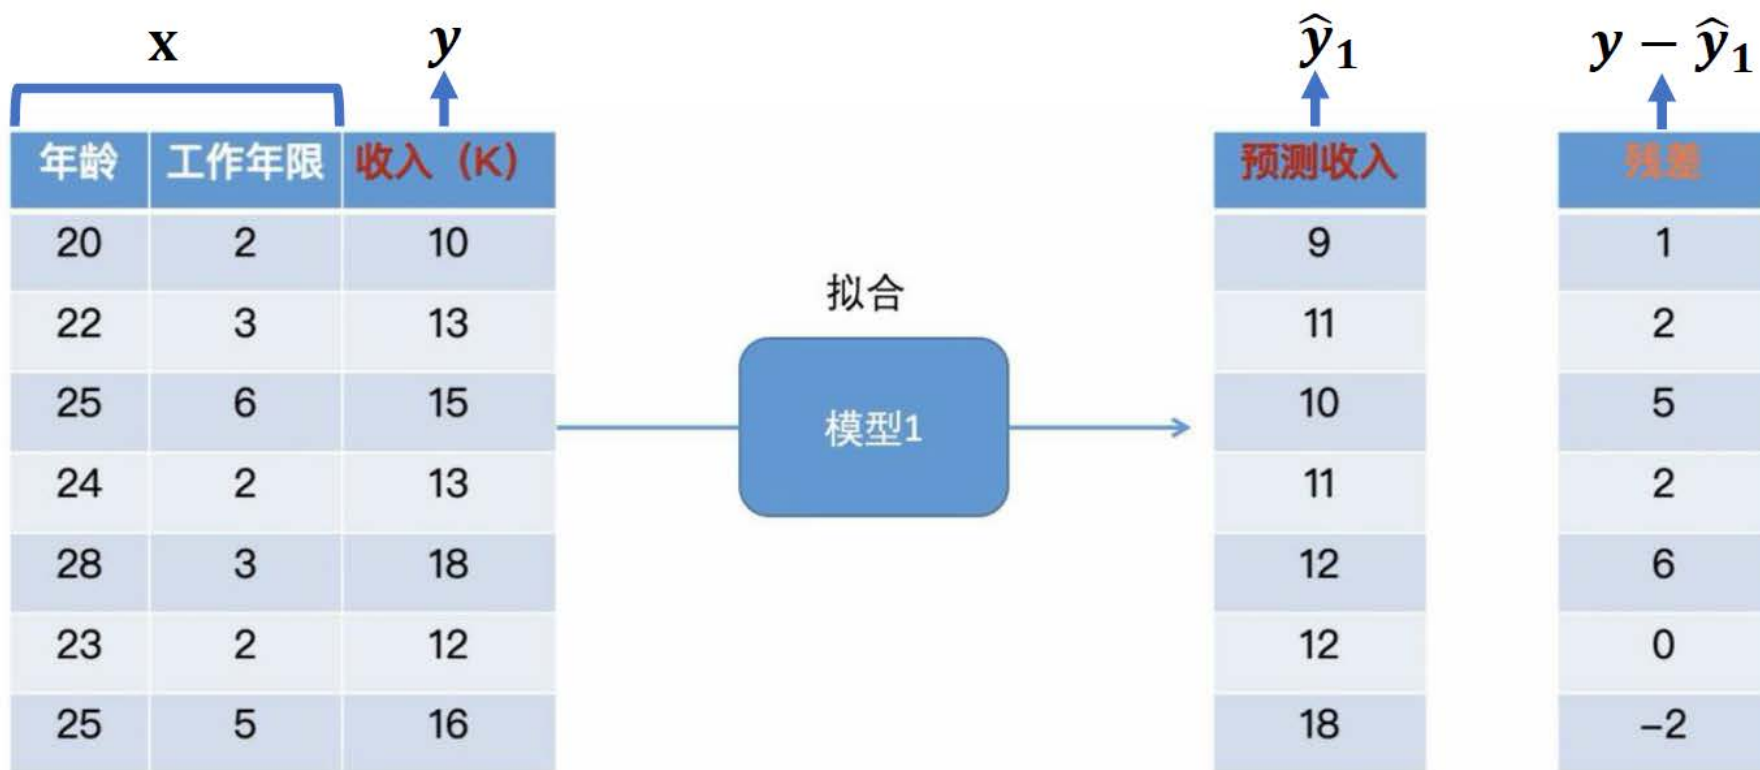 x y ŷ₁ y − ŷ₁
年龄 工作年限 收入（K） 预测收入 残差
20 2 10 9 1
22 3 13 11 2
拟合
25 6 15 10 5
模型1
24 2 13 11 2
28 3 18 12 6
23 2 12 12 0
25 5 16 18 −2